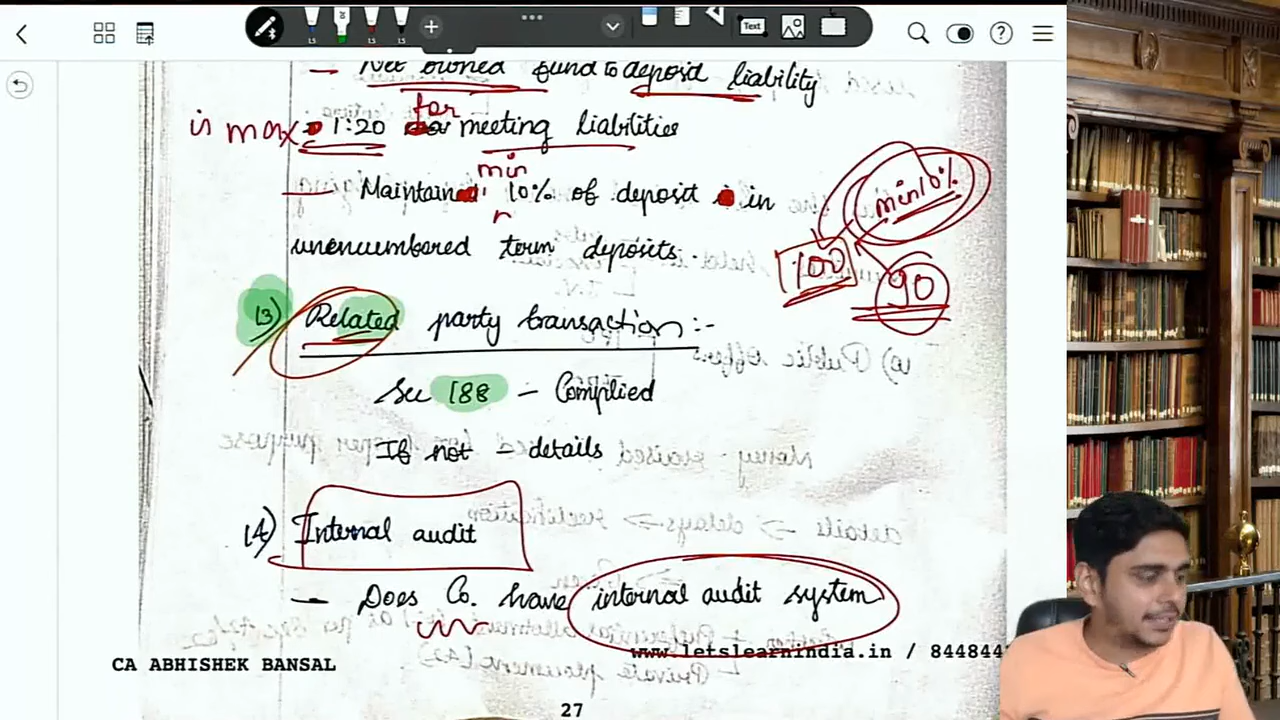 Text
— Net owned fund to deposit liability
for
is max 1:20 meeting liabilities
min
— Maintain 10% of deposit in
unencumbered term deposits.
min 10%
100
90
13) Related party transaction :-
Sec 188 — Complied
If not — details
14) Internal audit
— Does Co. have internal audit system
CA ABHISHEK BANSAL
www.letslearnindia.in / 84484
27